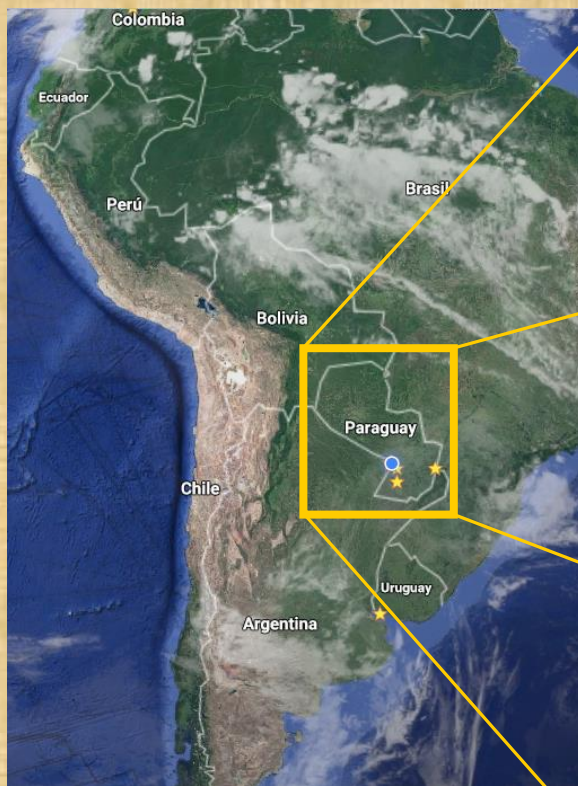 Colombia
Ecuador
Perú
Brasil
Bolivia
Paraguay
Chile
Uruguay
Argentina